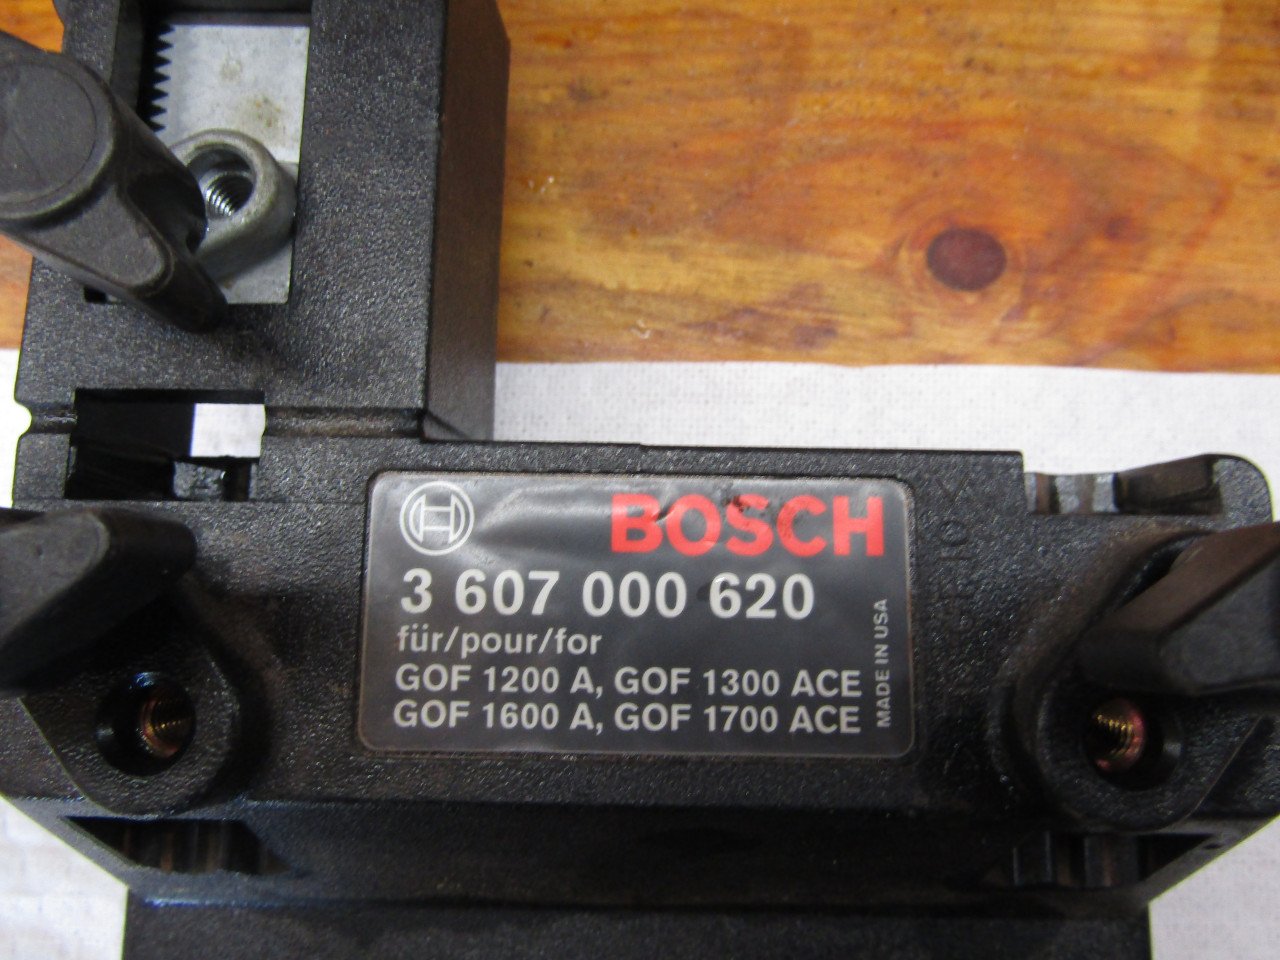 BOSCH
3 607 000 620
für/pour/for
GOF 1200 A, GOF 1300 ACE
GOF 1600 A, GOF 1700 ACE
MADE IN USA